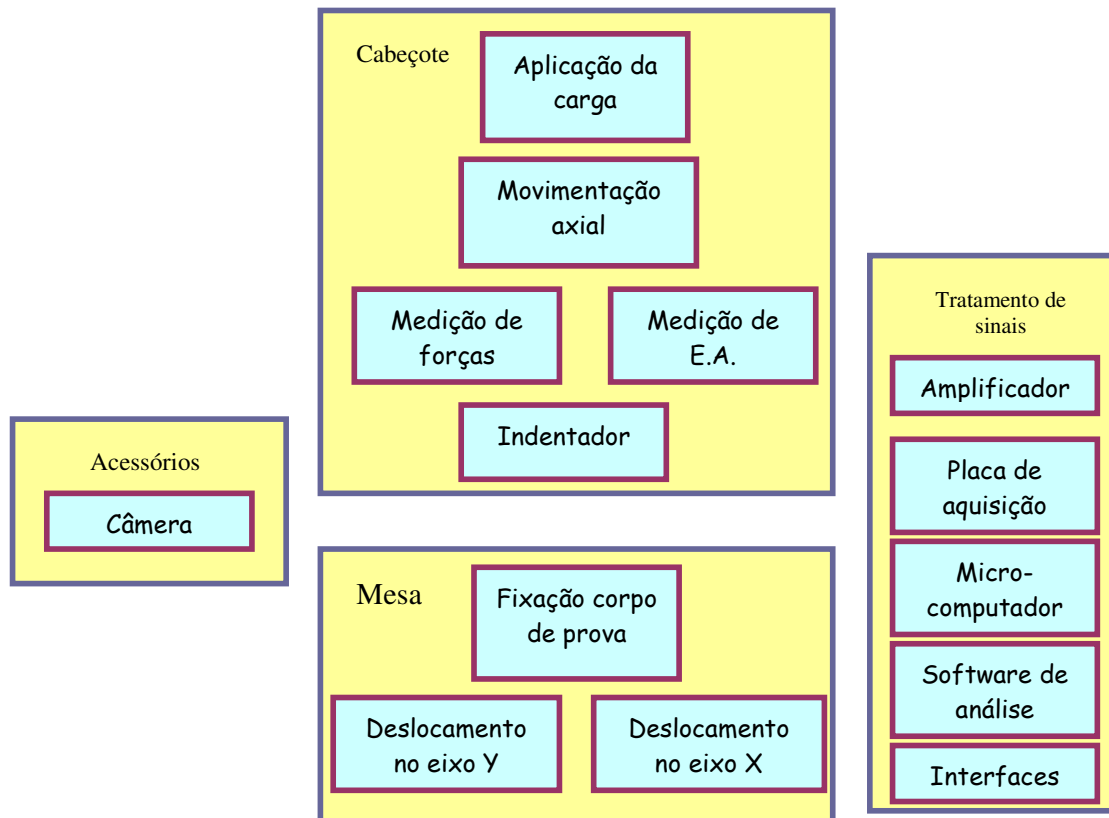 Cabeçote
Aplicação da
carga
Movimentação
axial
Medição de
forças
Medição de
E.A.
Indentador
Acessórios
Câmera
Mesa
Fixação corpo
de prova
Deslocamento
no eixo Y
Deslocamento
no eixo X
Tratamento de
sinais
Amplificador
Placa de
aquisição
Micro-
computador
Software de
análise
Interfaces